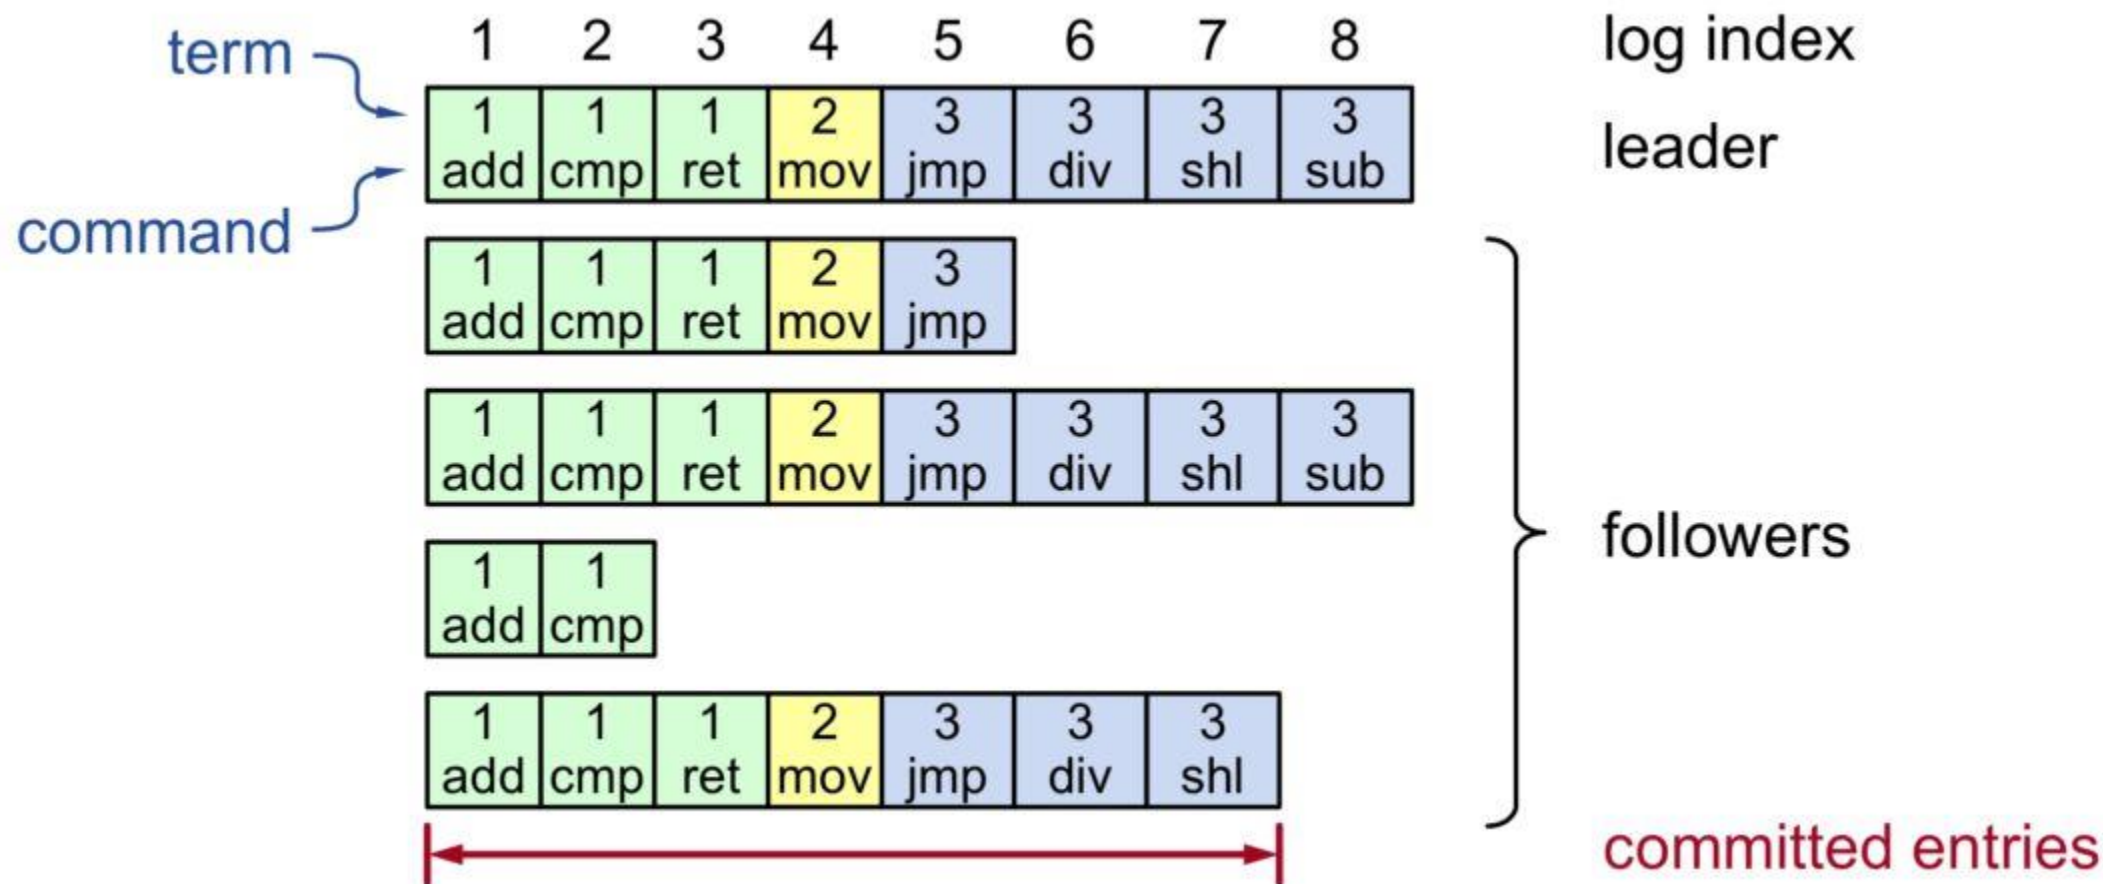 1 2 3 4 5 6 7 8 log index
term
1 1 1 2 3 3 3 3
add cmp ret mov jmp div shl sub
leader
command
1 1 1 2 3
add cmp ret mov jmp
1 1 1 2 3 3 3 3
add cmp ret mov jmp div shl sub
followers
1 1
add cmp
1 1 1 2 3 3 3
add cmp ret mov jmp div shl
committed entries